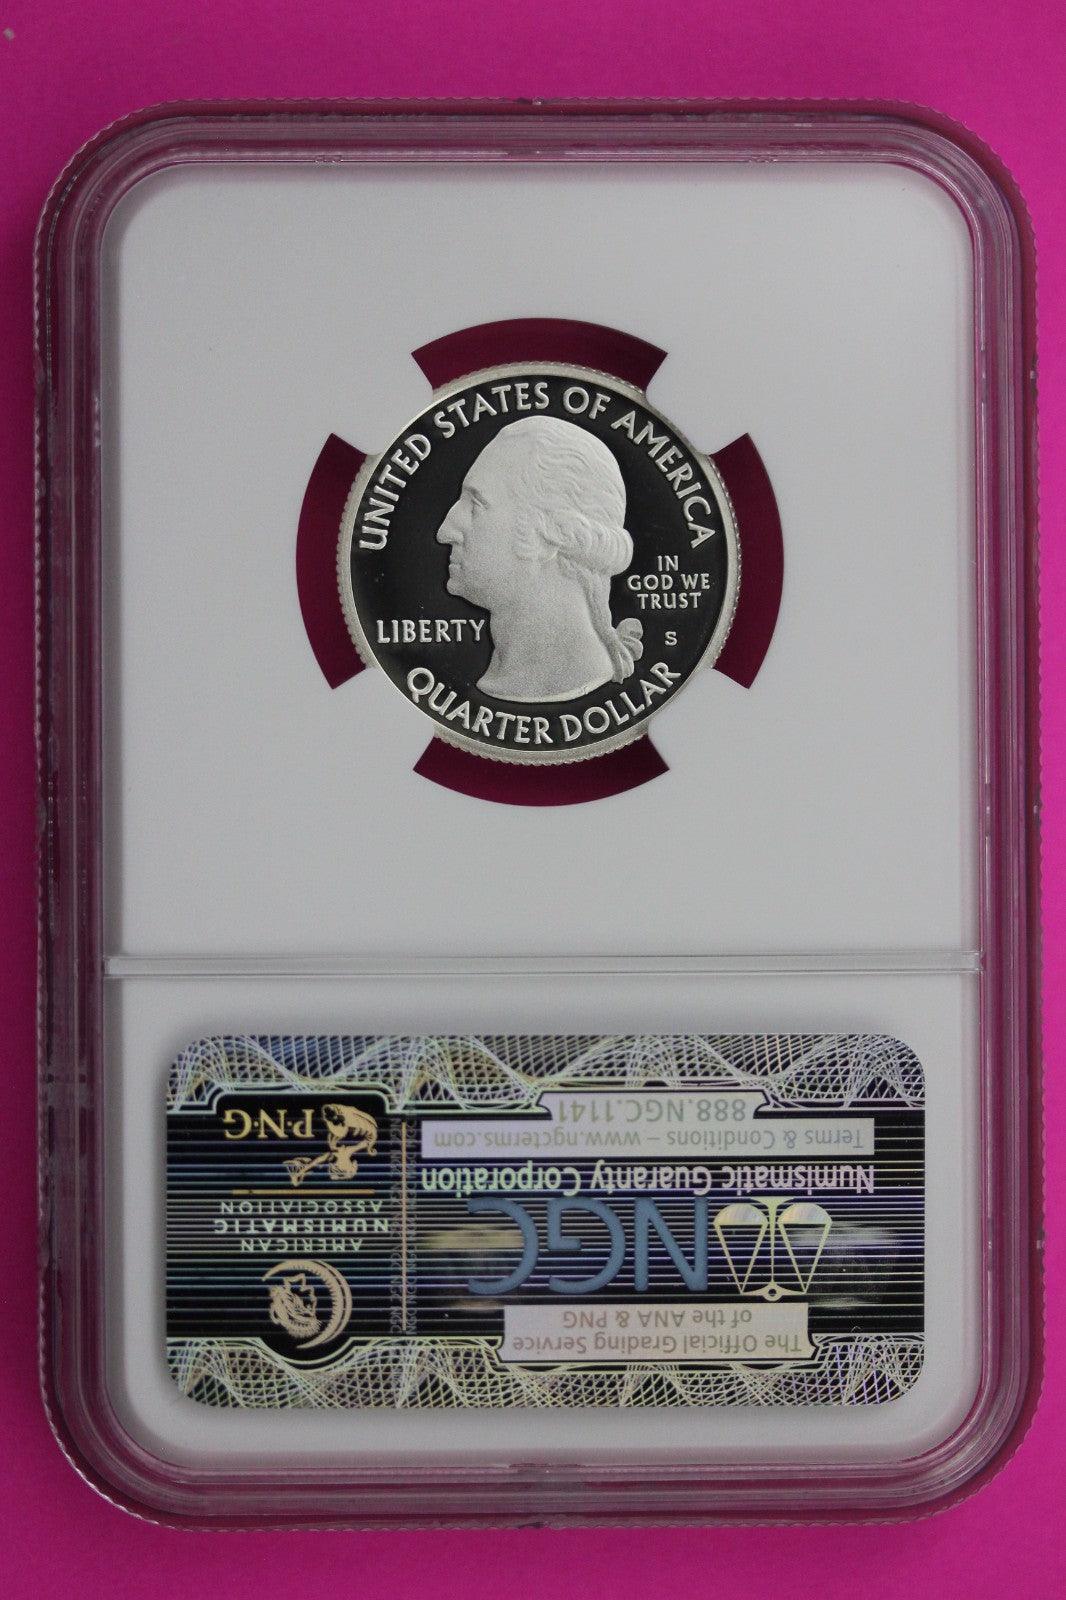 UNITED STATES OF AMERICA
IN
GOD WE
TRUST
LIBERTY
S
QUARTER DOLLAR
The Official Grading Service
of the ANA & PNG
NGC
Numismatic Guaranty Corporation
Terms & Conditions – www.ngcterms.com
888.NGC.1141
AMERICAN
NUMISMATIC
ASSOCIATION
P·N·G